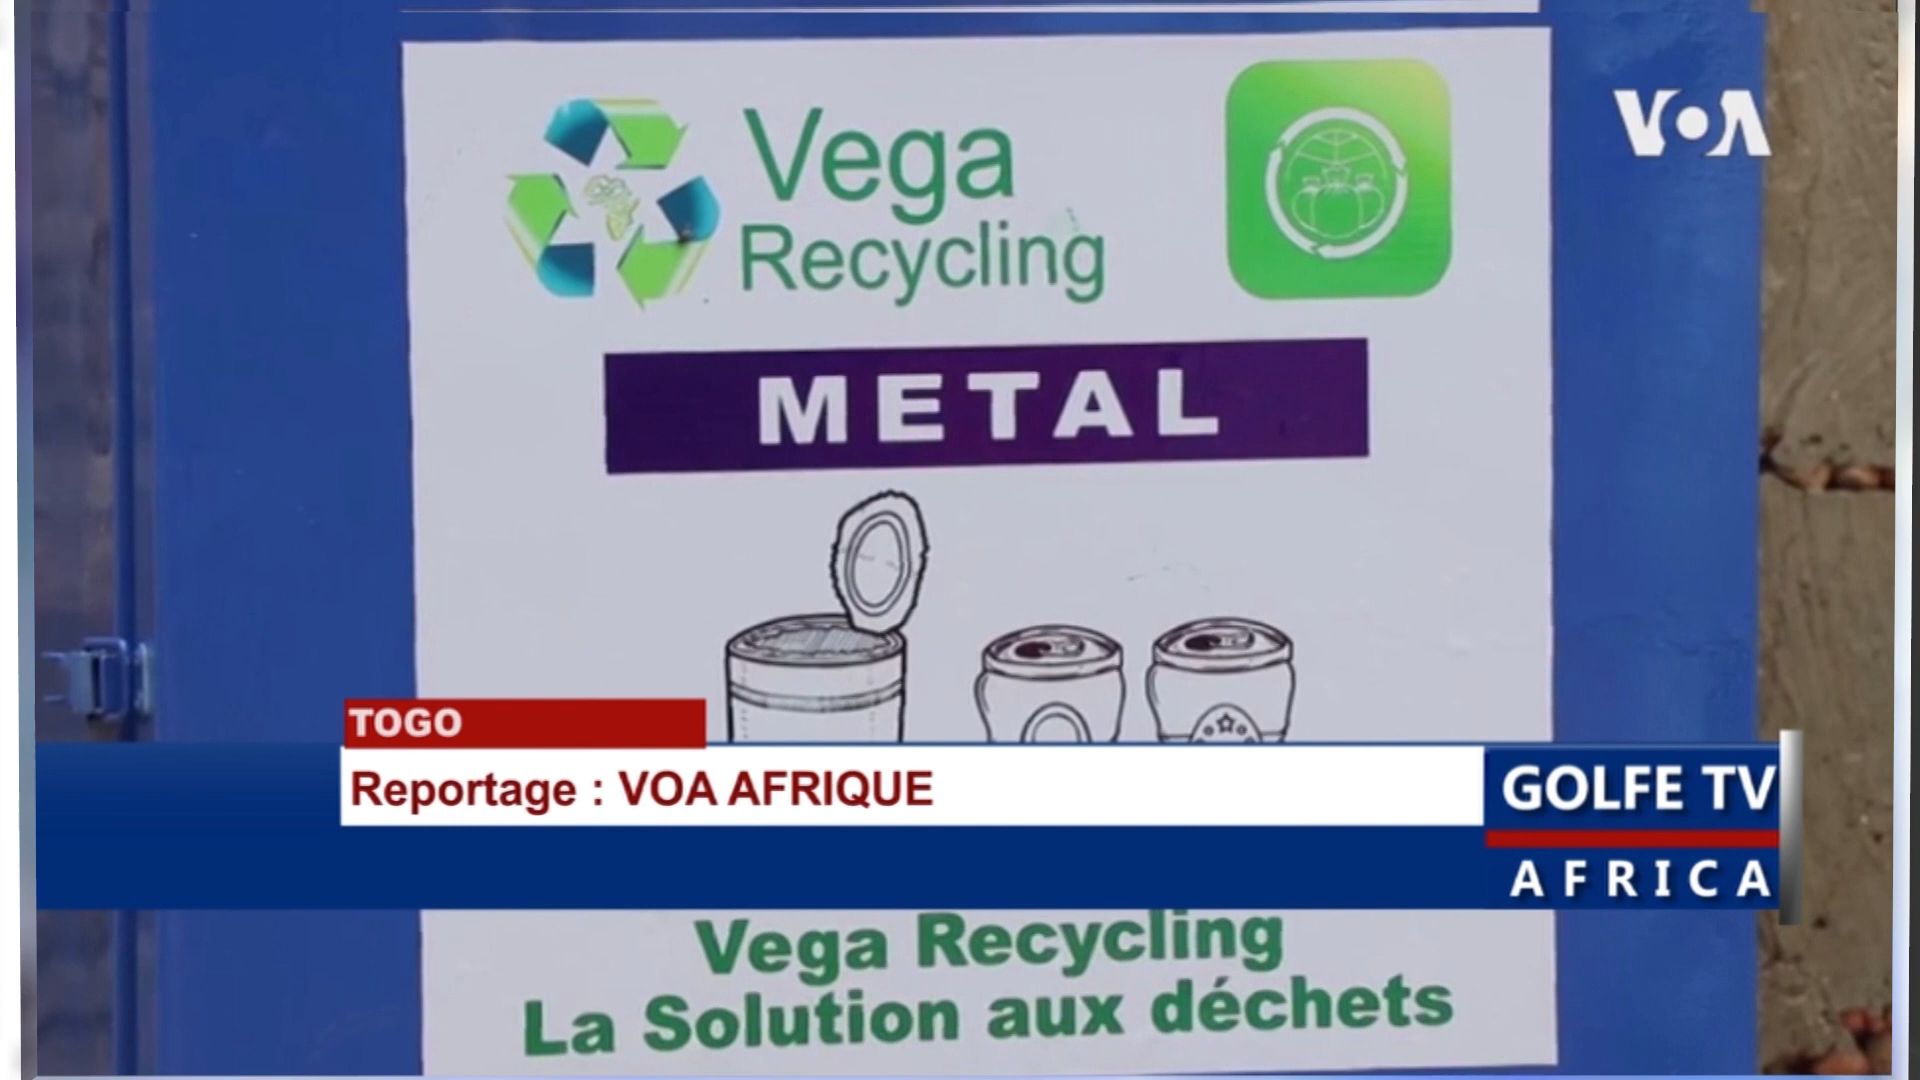 Vega
Recycling
VOA
METAL
TOGO
Reportage : VOA AFRIQUE
GOLFE TV
AFRICA
Vega Recycling
La Solution aux déchets